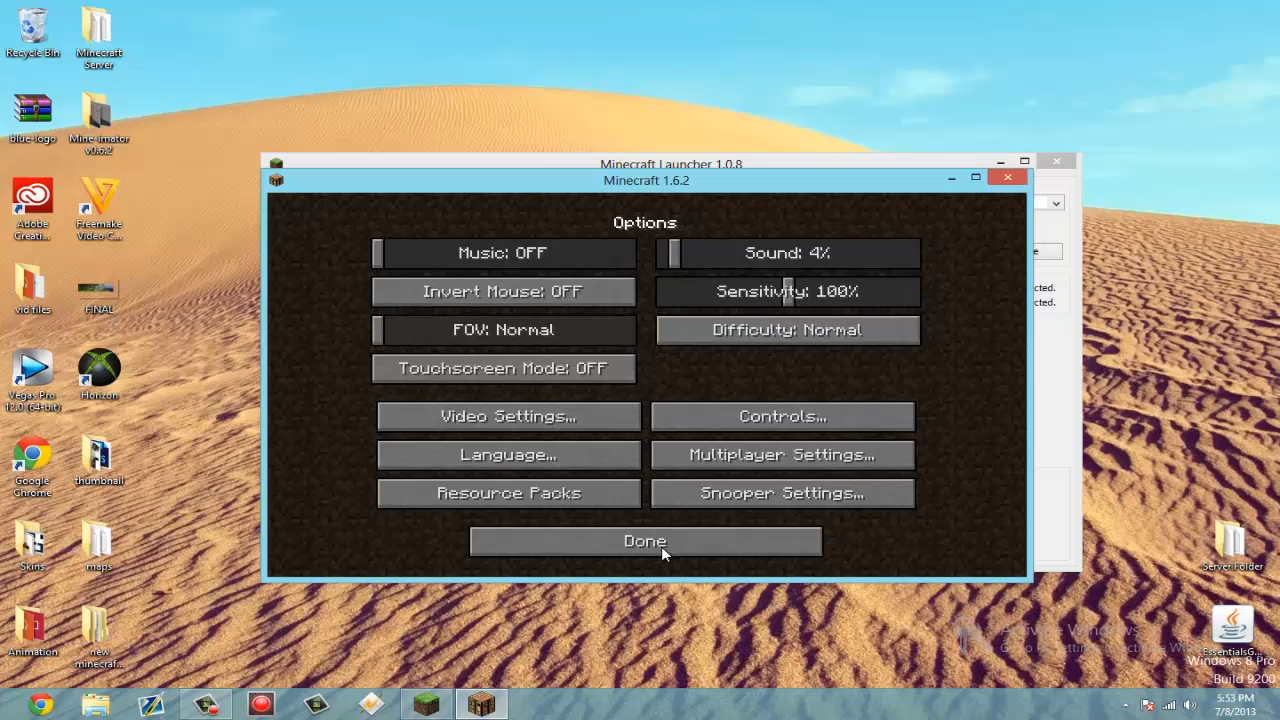 Recycle Bin
Minecraft
Server
blue-logo
Mine-imator
v0.6.2
Adobe
Creati...
Freemake
Video C...
vid files
FINAL
Vegas Pro
12.0 (64-bit)
Horizon
Google
Chrome
thumbnail
Skins
maps
Animation
new
minecraf...
Minecraft Launcher 1.0.8
Minecraft 1.6.2
Options
Music: OFF
Sound: 4%
Invert Mouse: OFF
Sensitivity: 100%
FOV: Normal
Difficulty: Normal
Touchscreen Mode: OFF
Video Settings...
Controls...
Language...
Multiplayer Settings...
Resource Packs
Snooper Settings...
Done
e
cted.
cted.
Server Folder
Activate Windows
EssentialsG...
Windows 8 Pro
Build 9200
5:53 PM
7/8/2013